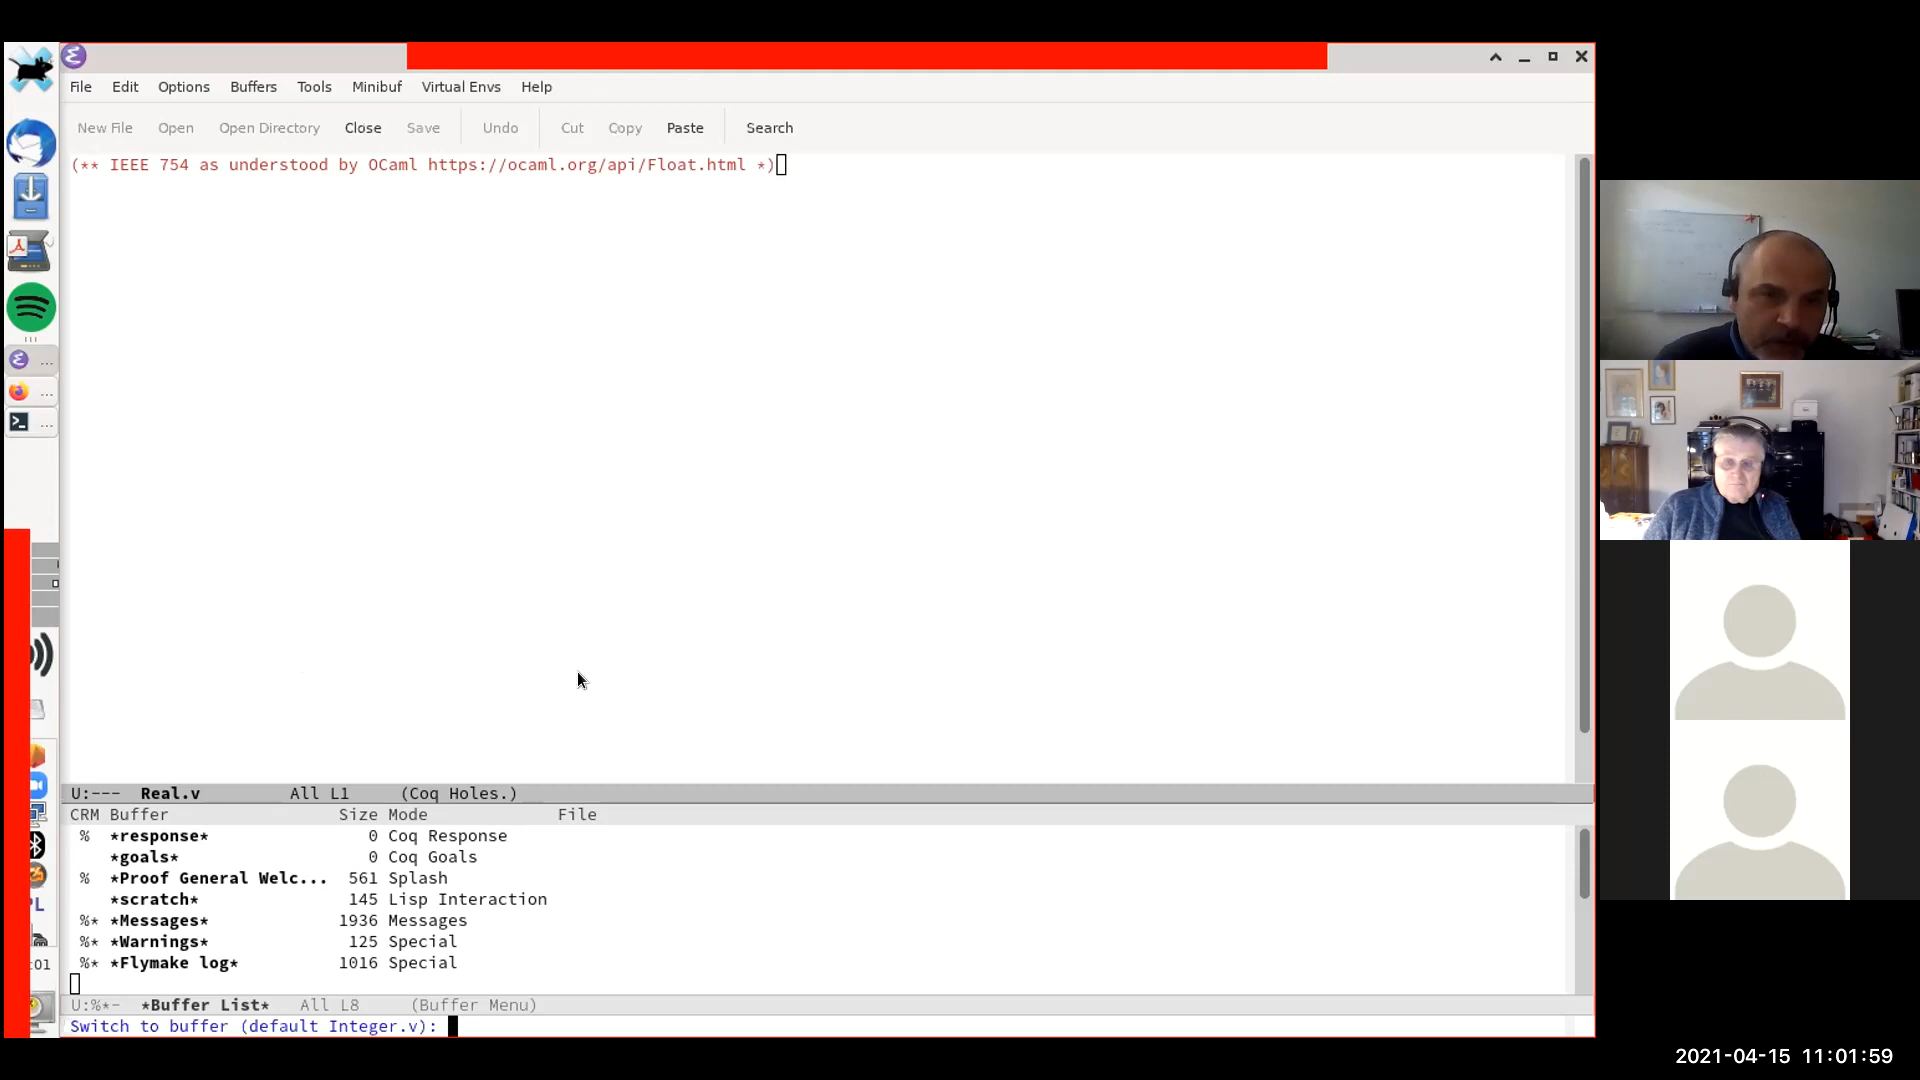 File Edit Options Buffers Tools Minibuf Virtual Envs Help
New File Open Open Directory Close Save Undo Cut Copy Paste Search
(** IEEE 754 as understood by OCaml https://ocaml.org/api/Float.html *)
U:--- Real.v All L1 (Coq Holes.)
CRM Buffer Size Mode File
% *response* 0 Coq Response
*goals* 0 Coq Goals
% *Proof General Welc... 561 Splash
*scratch* 145 Lisp Interaction
%* *Messages* 1936 Messages
%* *Warnings* 125 Special
%* *Flymake log* 1016 Special
U:%*- *Buffer List* All L8 (Buffer Menu)
Switch to buffer (default Integer.v):
:01
2021-04-15 11:01:59